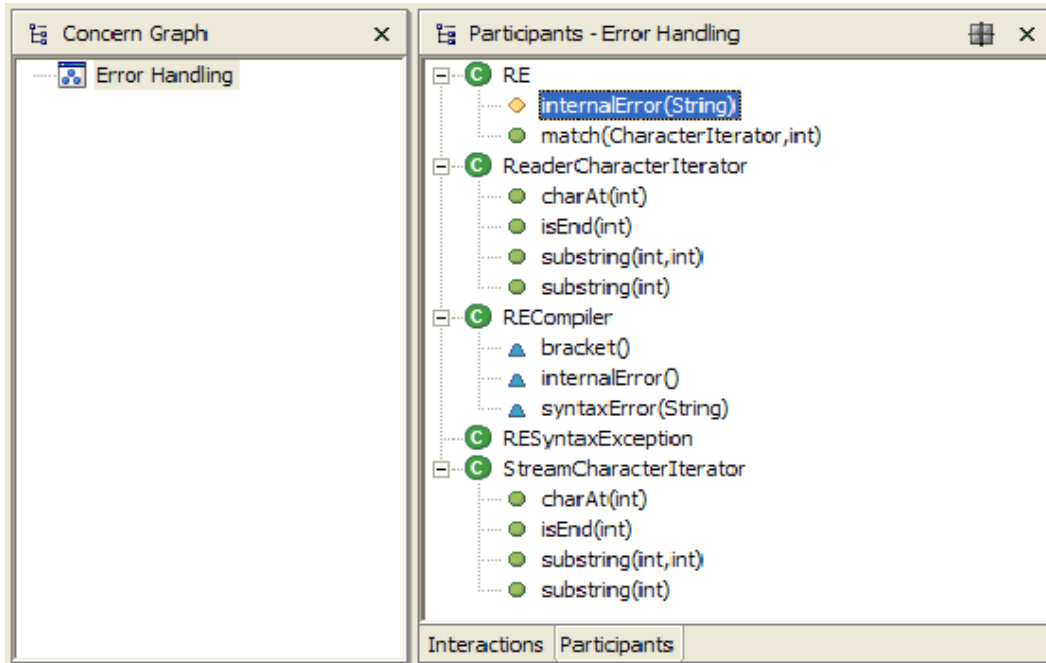 Concern Graph
Error Handling
Participants - Error Handling
RE
internalError(String)
match(CharacterIterator,int)
ReaderCharacterIterator
charAt(int)
isEnd(int)
substring(int,int)
substring(int)
RECompiler
bracket()
internalError()
syntaxError(String)
RESyntaxException
StreamCharacterIterator
charAt(int)
isEnd(int)
substring(int,int)
substring(int)
Interactions Participants